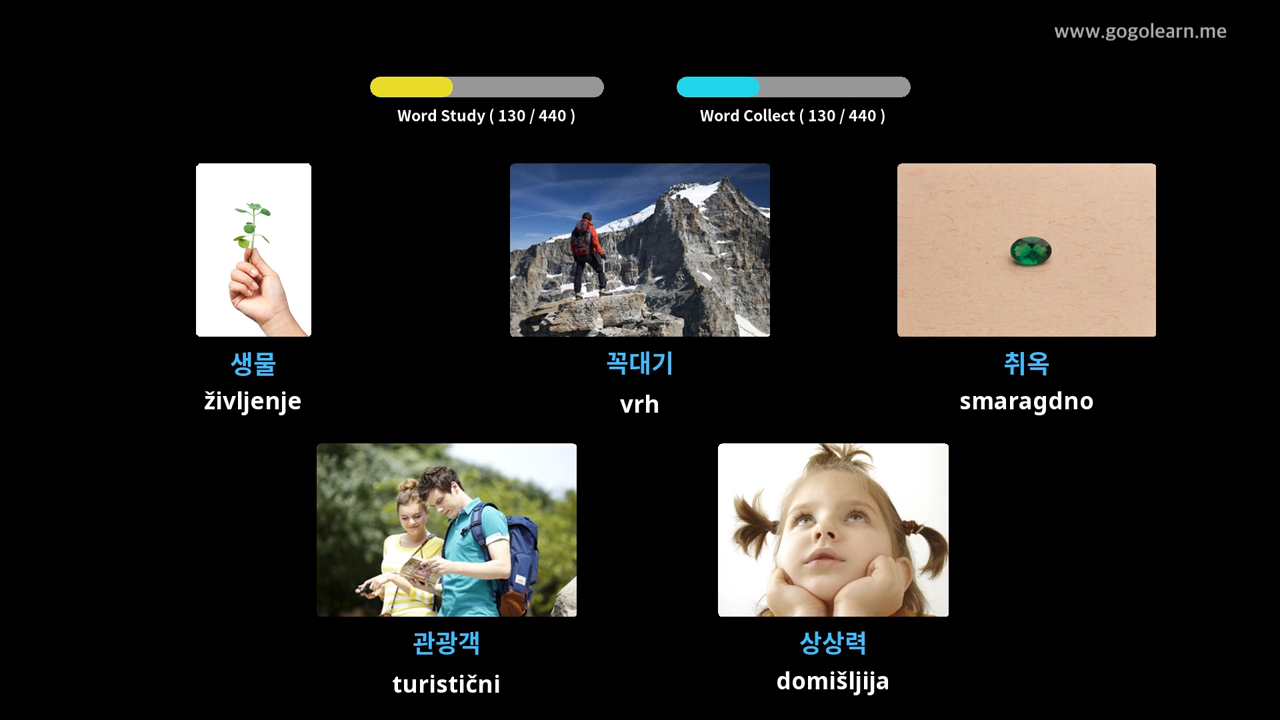 www.gogolearn.me
Word Study ( 130 / 440 )
Word Collect ( 130 / 440 )
생물
življenje
꼭대기
vrh
취옥
smaragdno
관광객
turistični
상상력
domišljija